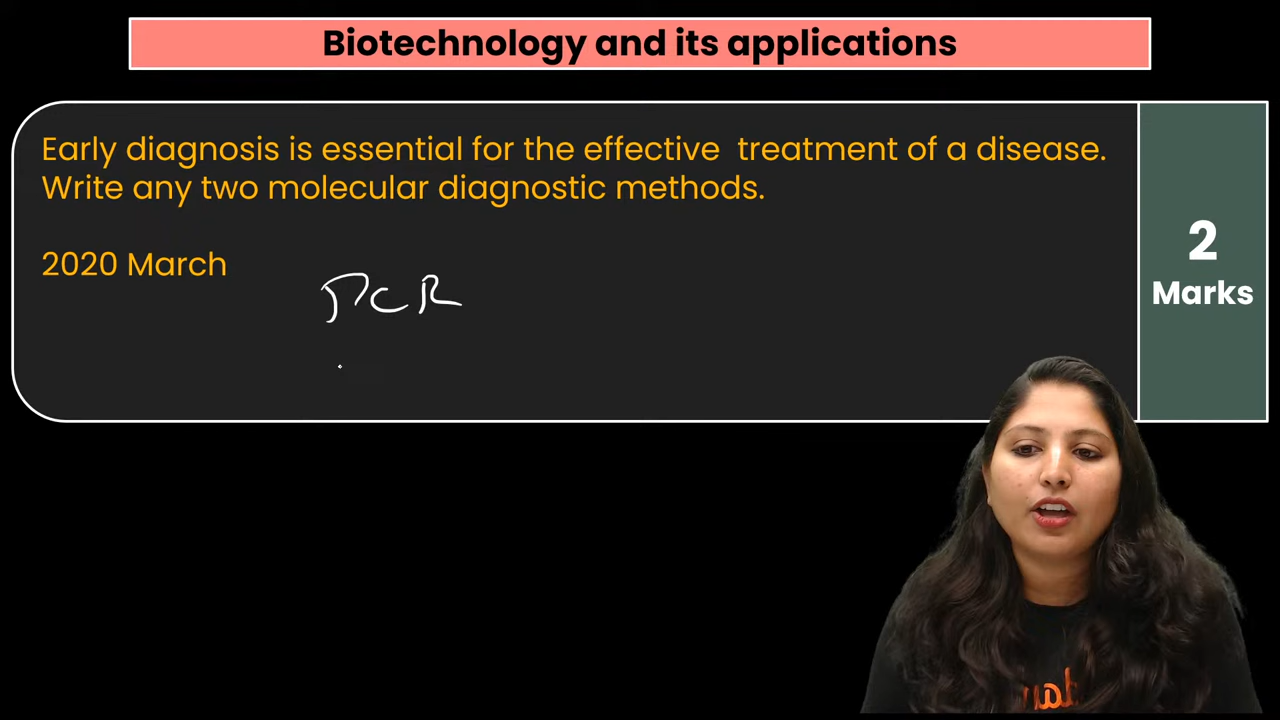 Biotechnology and its applications
Early diagnosis is essential for the effective treatment of a disease.
Write any two molecular diagnostic methods.
2020 March
PCR
2
Marks